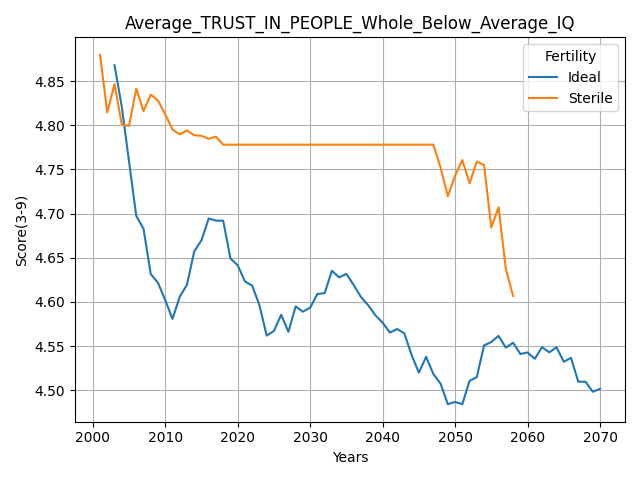 Average_TRUST_IN_PEOPLE_Whole_Below_Average_IQ
Fertility
Ideal
Sterile
Score(3-9)
4.85
4.80
4.75
4.70
4.65
4.60
4.55
4.50
2000 2010 2020 2030 2040 2050 2060 2070
Years